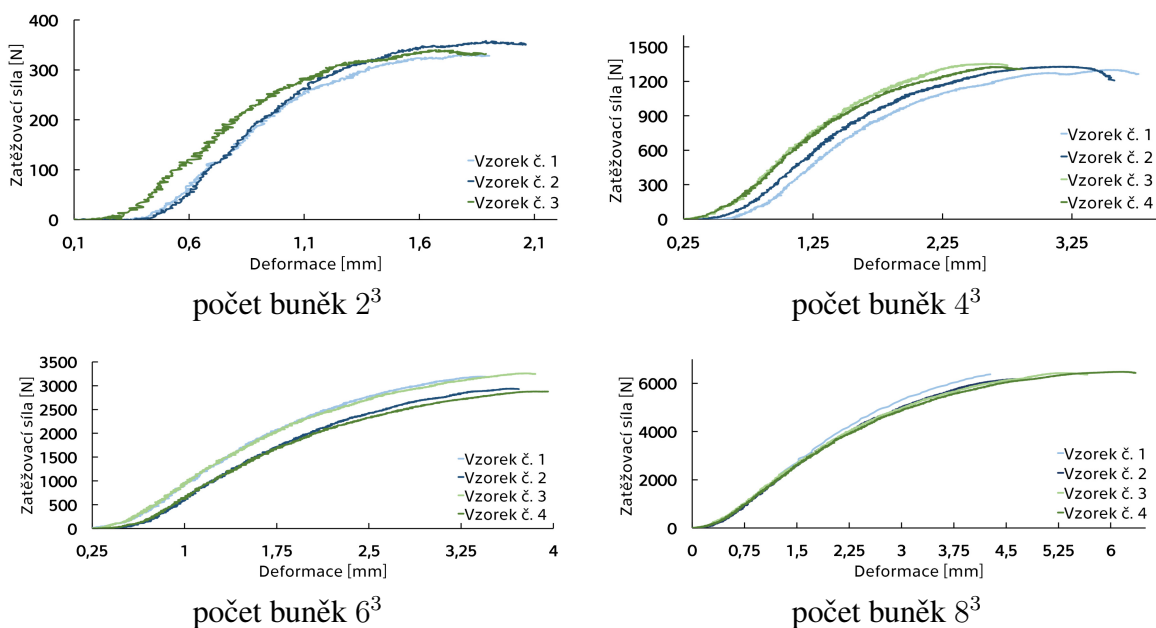 Zatěžovací síla [N]
400
300
200
100
0
0,1 0,6 1,1 1,6 2,1
Deformace [mm]
Vzorek č. 1
Vzorek č. 2
Vzorek č. 3
počet buněk 2³
Zatěžovací síla [N]
1500
1200
900
600
300
0
0,25 1,25 2,25 3,25
Deformace [mm]
Vzorek č. 1
Vzorek č. 2
Vzorek č. 3
Vzorek č. 4
počet buněk 4³
Zatěžovací síla [N]
3500
3000
2500
2000
1500
1000
500
0
0,25 1 1,75 2,5 3,25 4
Deformace [mm]
Vzorek č. 1
Vzorek č. 2
Vzorek č. 3
Vzorek č. 4
počet buněk 6³
Zatěžovací síla [N]
6000
4000
2000
0
0 0,75 1,5 2,25 3 3,75 4,5 5,25 6
Deformace [mm]
Vzorek č. 1
Vzorek č. 2
Vzorek č. 3
Vzorek č. 4
počet buněk 8³